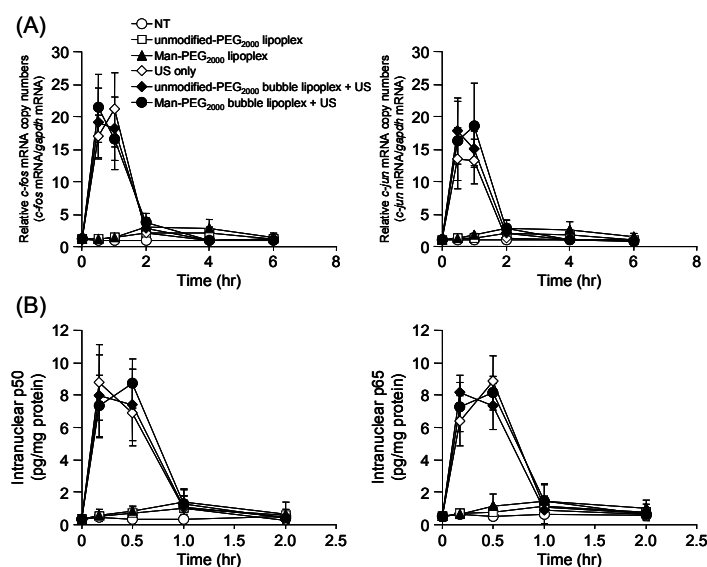 (A)
NT
unmodified-PEG2000 lipoplex
Man-PEG2000 lipoplex
US only
unmodified-PEG2000 bubble lipoplex + US
Man-PEG2000 bubble lipoplex + US
Relative c-fos mRNA copy numbers
(c-fos mRNA/gapdh mRNA)
30
25
20
15
10
5
0
0 2 4 6 8
Time (hr)
Relative c-jun mRNA copy numbers
(c-jun mRNA/gapdh mRNA)
30
25
20
15
10
5
0
0 2 4 6 8
Time (hr)
(B)
Intranuclear p50
(pg/mg protein)
12
10
8
6
4
2
0
0 0.5 1.0 1.5 2.0 2.5
Time (hr)
Intranuclear p65
(pg/mg protein)
12
10
8
6
4
2
0
0 0.5 1.0 1.5 2.0 2.5
Time (hr)